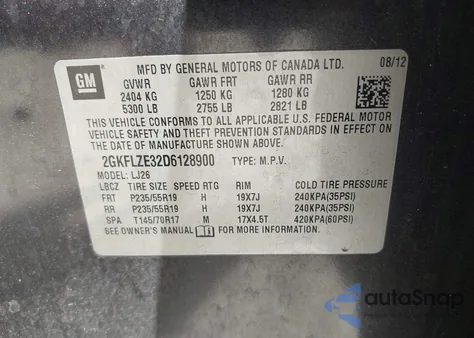 GM
MFD BY GENERAL MOTORS OF CANADA LTD. 08/12
GVWR GAWR FRT GAWR RR
2404 KG 1250 KG 1280 KG
5300 LB 2755 LB 2821 LB
THIS VEHICLE CONFORMS TO ALL APPLICABLE U.S. FEDERAL MOTOR
VEHICLE SAFETY, BUMPER, AND THEFT PREVENTION STANDARDS IN EFFECT ON
THE DATE OF MANUFACTURE SHOWN ABOVE.
2GKFLZE32D6128900 TYPE: M.P.V.
MODEL: LJ26
LBCZ TIRE SIZE SPEED RTG RIM COLD TIRE PRESSURE
FRT P235/55R19 H 19X7J 240KPA(35PSI)
RR P235/55R19 H 19X7J 240KPA(35PSI)
SPA T145/70R17 M 17X4.5T 420KPA(60PSI)
SEE OWNER'S MANUAL FOR MORE INFORMATION.
autoSnap